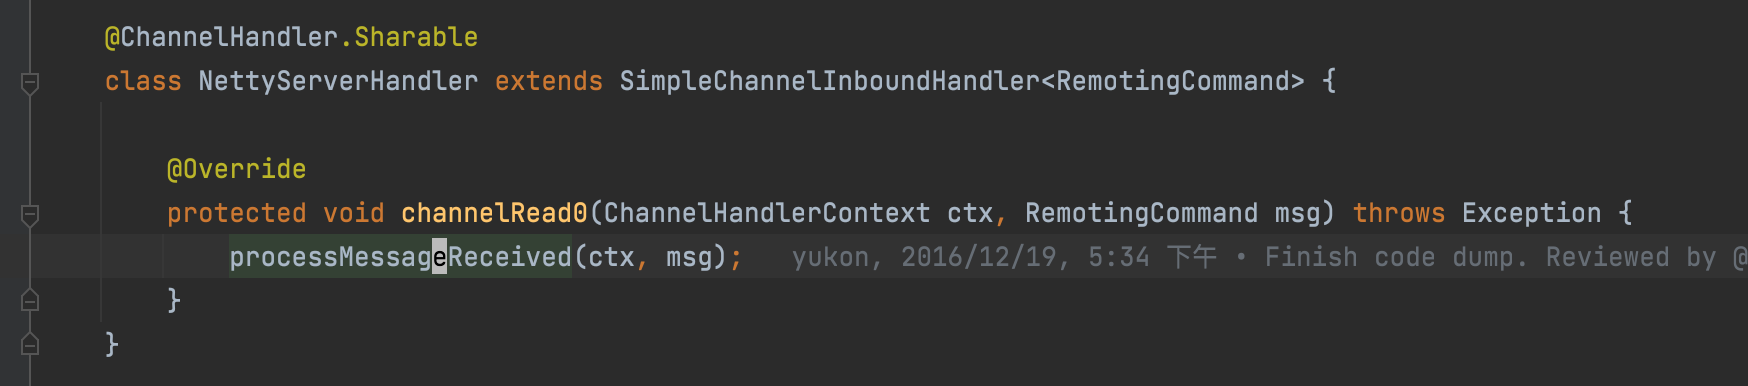 @ChannelHandler.Sharable
class NettyServerHandler extends SimpleChannelInboundHandler<RemotingCommand> {
@Override
protected void channelRead0(ChannelHandlerContext ctx, RemotingCommand msg) throws Exception {
processMessageReceived(ctx, msg); yukon, 2016/12/19, 5:34 下午 • Finish code dump. Reviewed by @
}
}